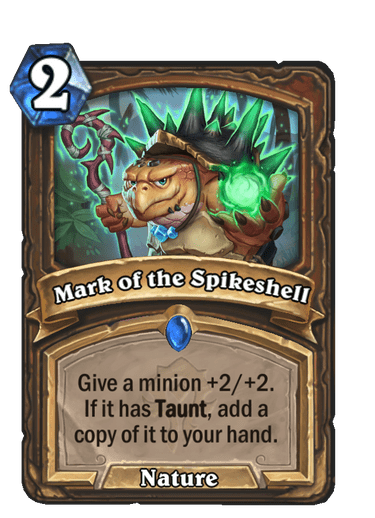 2
Mark of the Spikeshell
Give a minion +2/+2.
If it has Taunt, add a
copy of it to your hand.
Nature